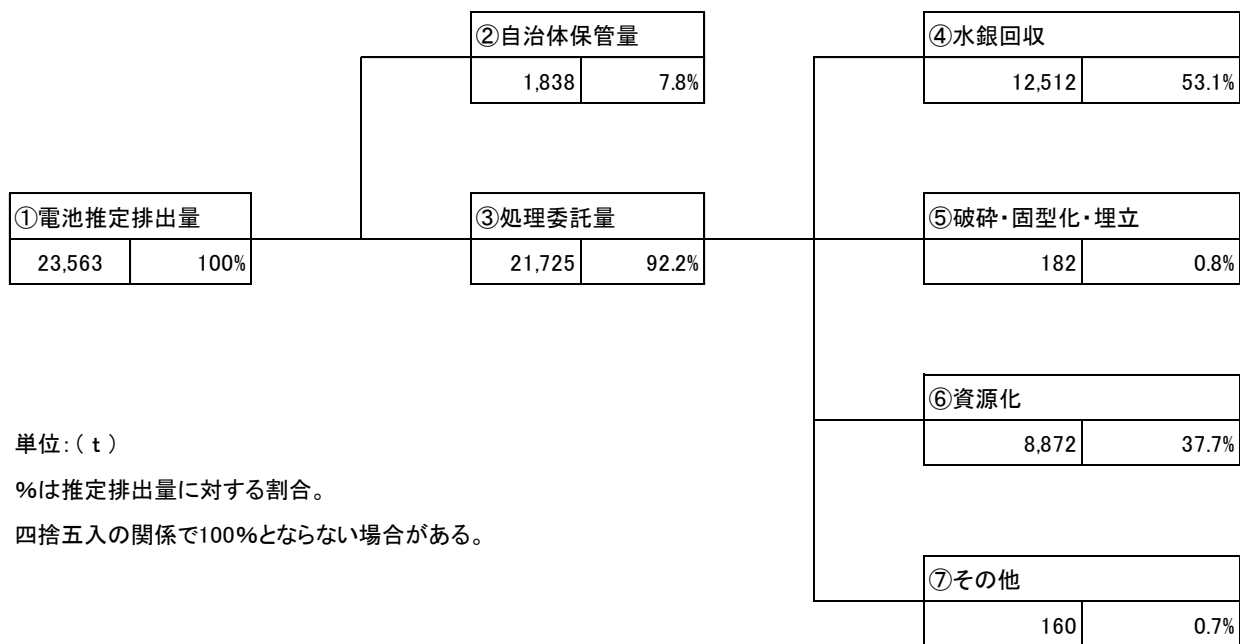 ①電池推定排出量
23,563 100%
②自治体保管量
1,838 7.8%
③処理委託量
21,725 92.2%
④水銀回収
12,512 53.1%
⑤破砕・固型化・埋立
182 0.8%
⑥資源化
8,872 37.7%
⑦その他
160 0.7%
単位:( t )
%は推定排出量に対する割合。
四捨五入の関係で100%とならない場合がある。